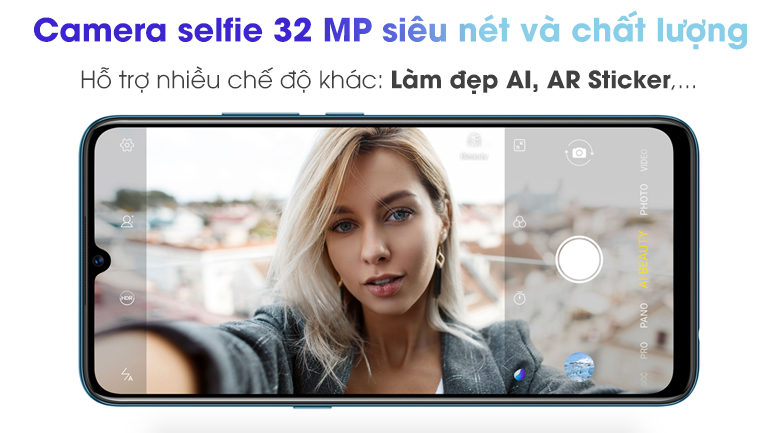 Camera selfie 32 MP siêu nét và chất lượng
Hỗ trợ nhiều chế độ khác: Làm đẹp AI, AR Sticker,...
HDR
VIDEO
PHOTO
AI BEAUTY
PANO
PRO